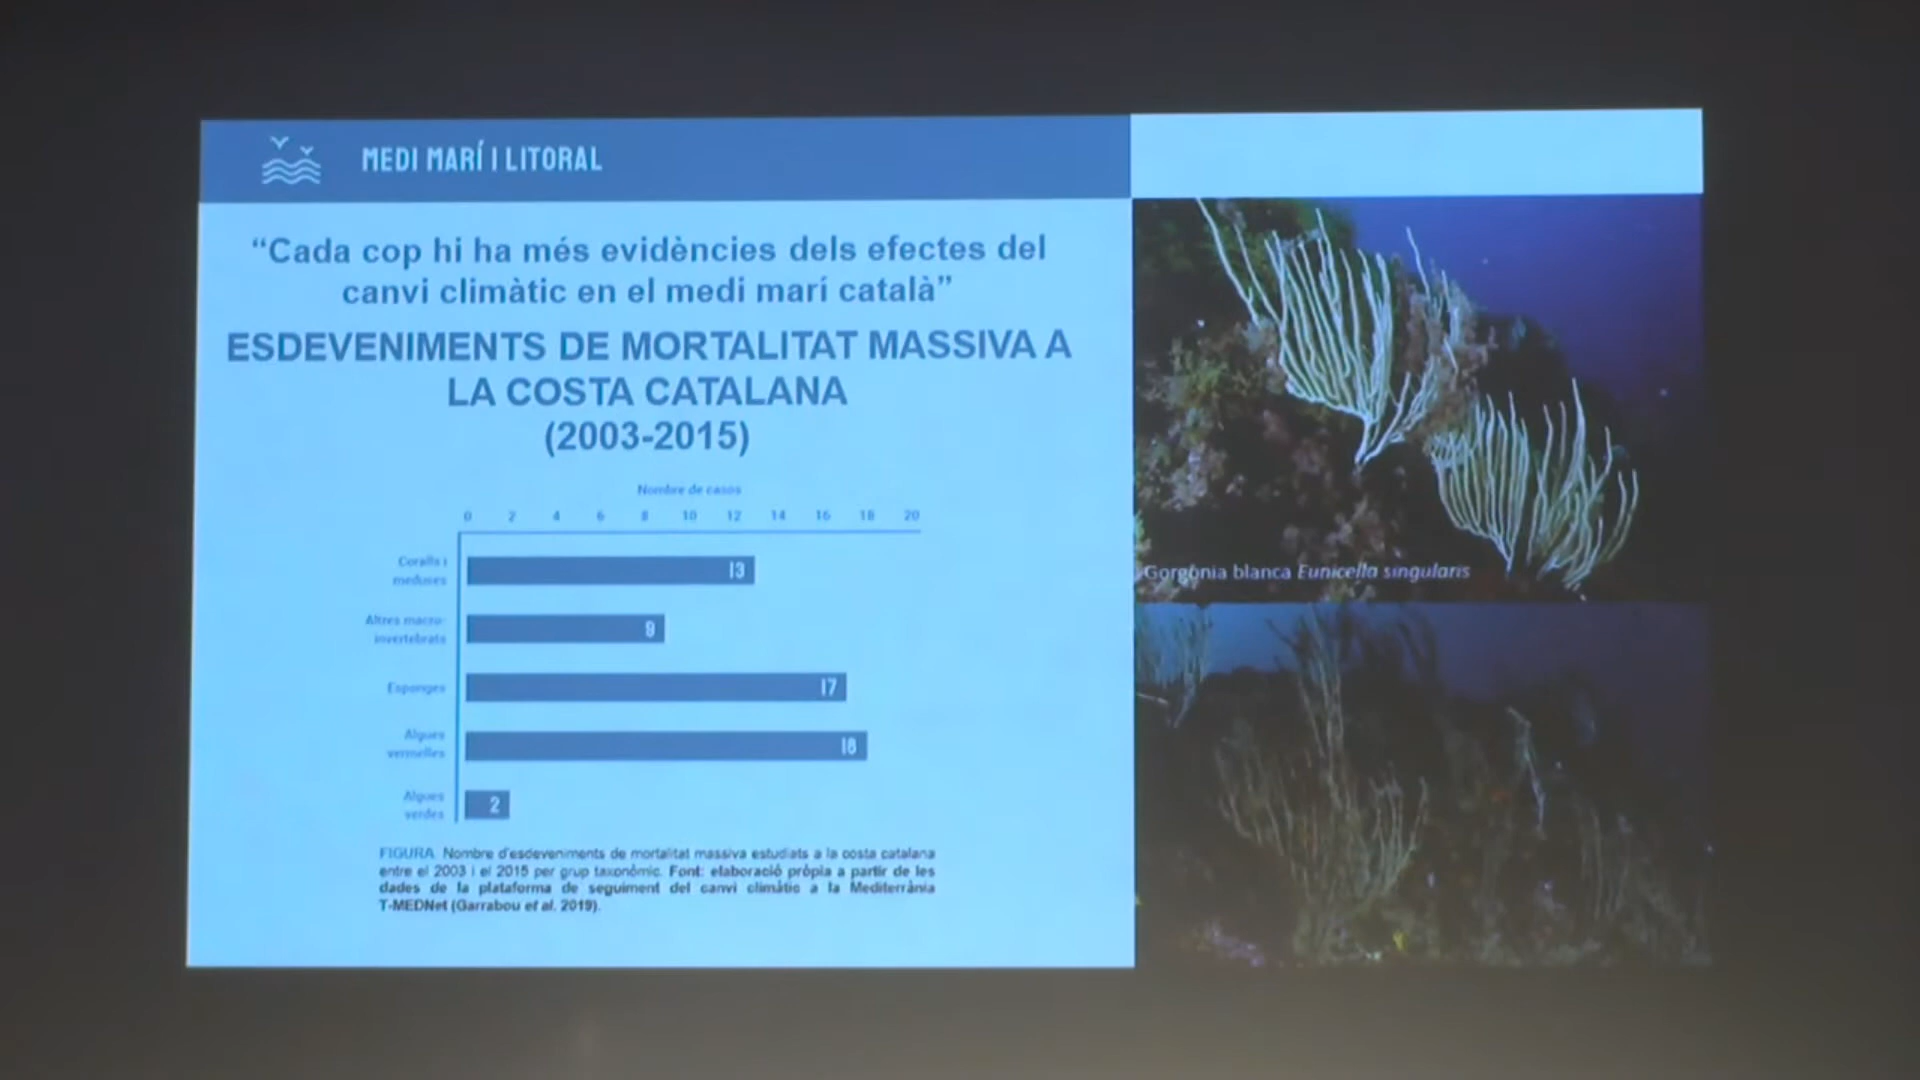 MEDI MARÍ I LITORAL
“Cada cop hi ha més evidències dels efectes del
canvi climàtic en el medi marí català”
ESDEVENIMENTS DE MORTALITAT MASSIVA A
LA COSTA CATALANA
(2003-2015)
Nombre de casos
0 2 4 6 8 10 12 14 16 18 20
Coralls i
meduses
13
Altres macro-
invertebrats
9
Esponges
17
Algues
vermelles
18
Algues
verdes
2
FIGURA Nombre d'esdeveniments de mortalitat massiva estudiats a la costa catalana
entre el 2003 i el 2015 per grup taxonòmic. Font: elaboració pròpia a partir de les
dades de la plataforma de seguiment del canvi climàtic a la Mediterrània
T-MEDNet (Garrabou et al. 2019).
Gorgònia blanca Eunicella singularis